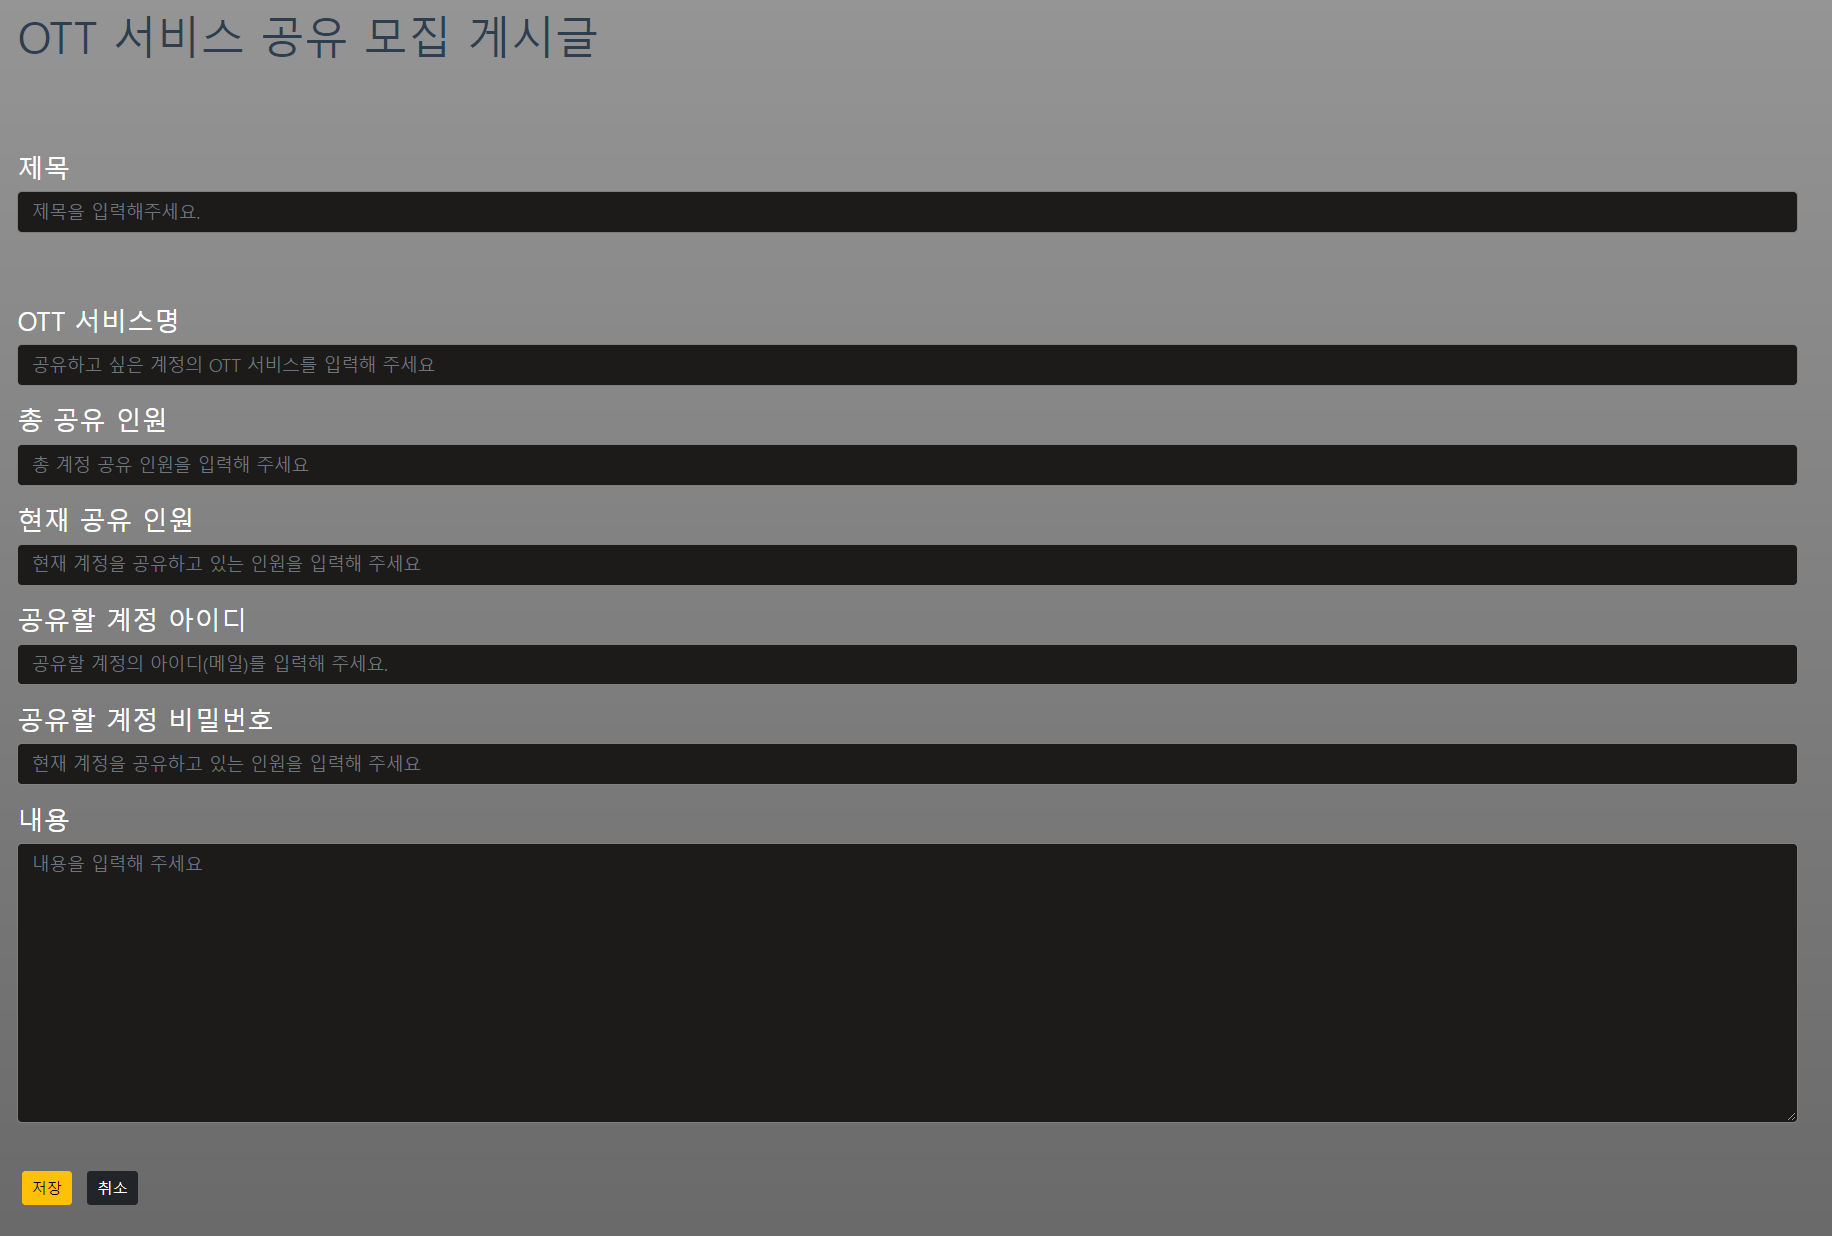 OTT 서비스 공유 모집 게시글
제목
제목을 입력해주세요.
OTT 서비스명
공유하고 싶은 계정의 OTT 서비스를 입력해 주세요
총 공유 인원
총 계정 공유 인원을 입력해 주세요
현재 공유 인원
현재 계정을 공유하고 있는 인원을 입력해 주세요
공유할 계정 아이디
공유할 계정의 아이디(메일)를 입력해 주세요.
공유할 계정 비밀번호
현재 계정을 공유하고 있는 인원을 입력해 주세요
내용
내용을 입력해 주세요
저장 취소